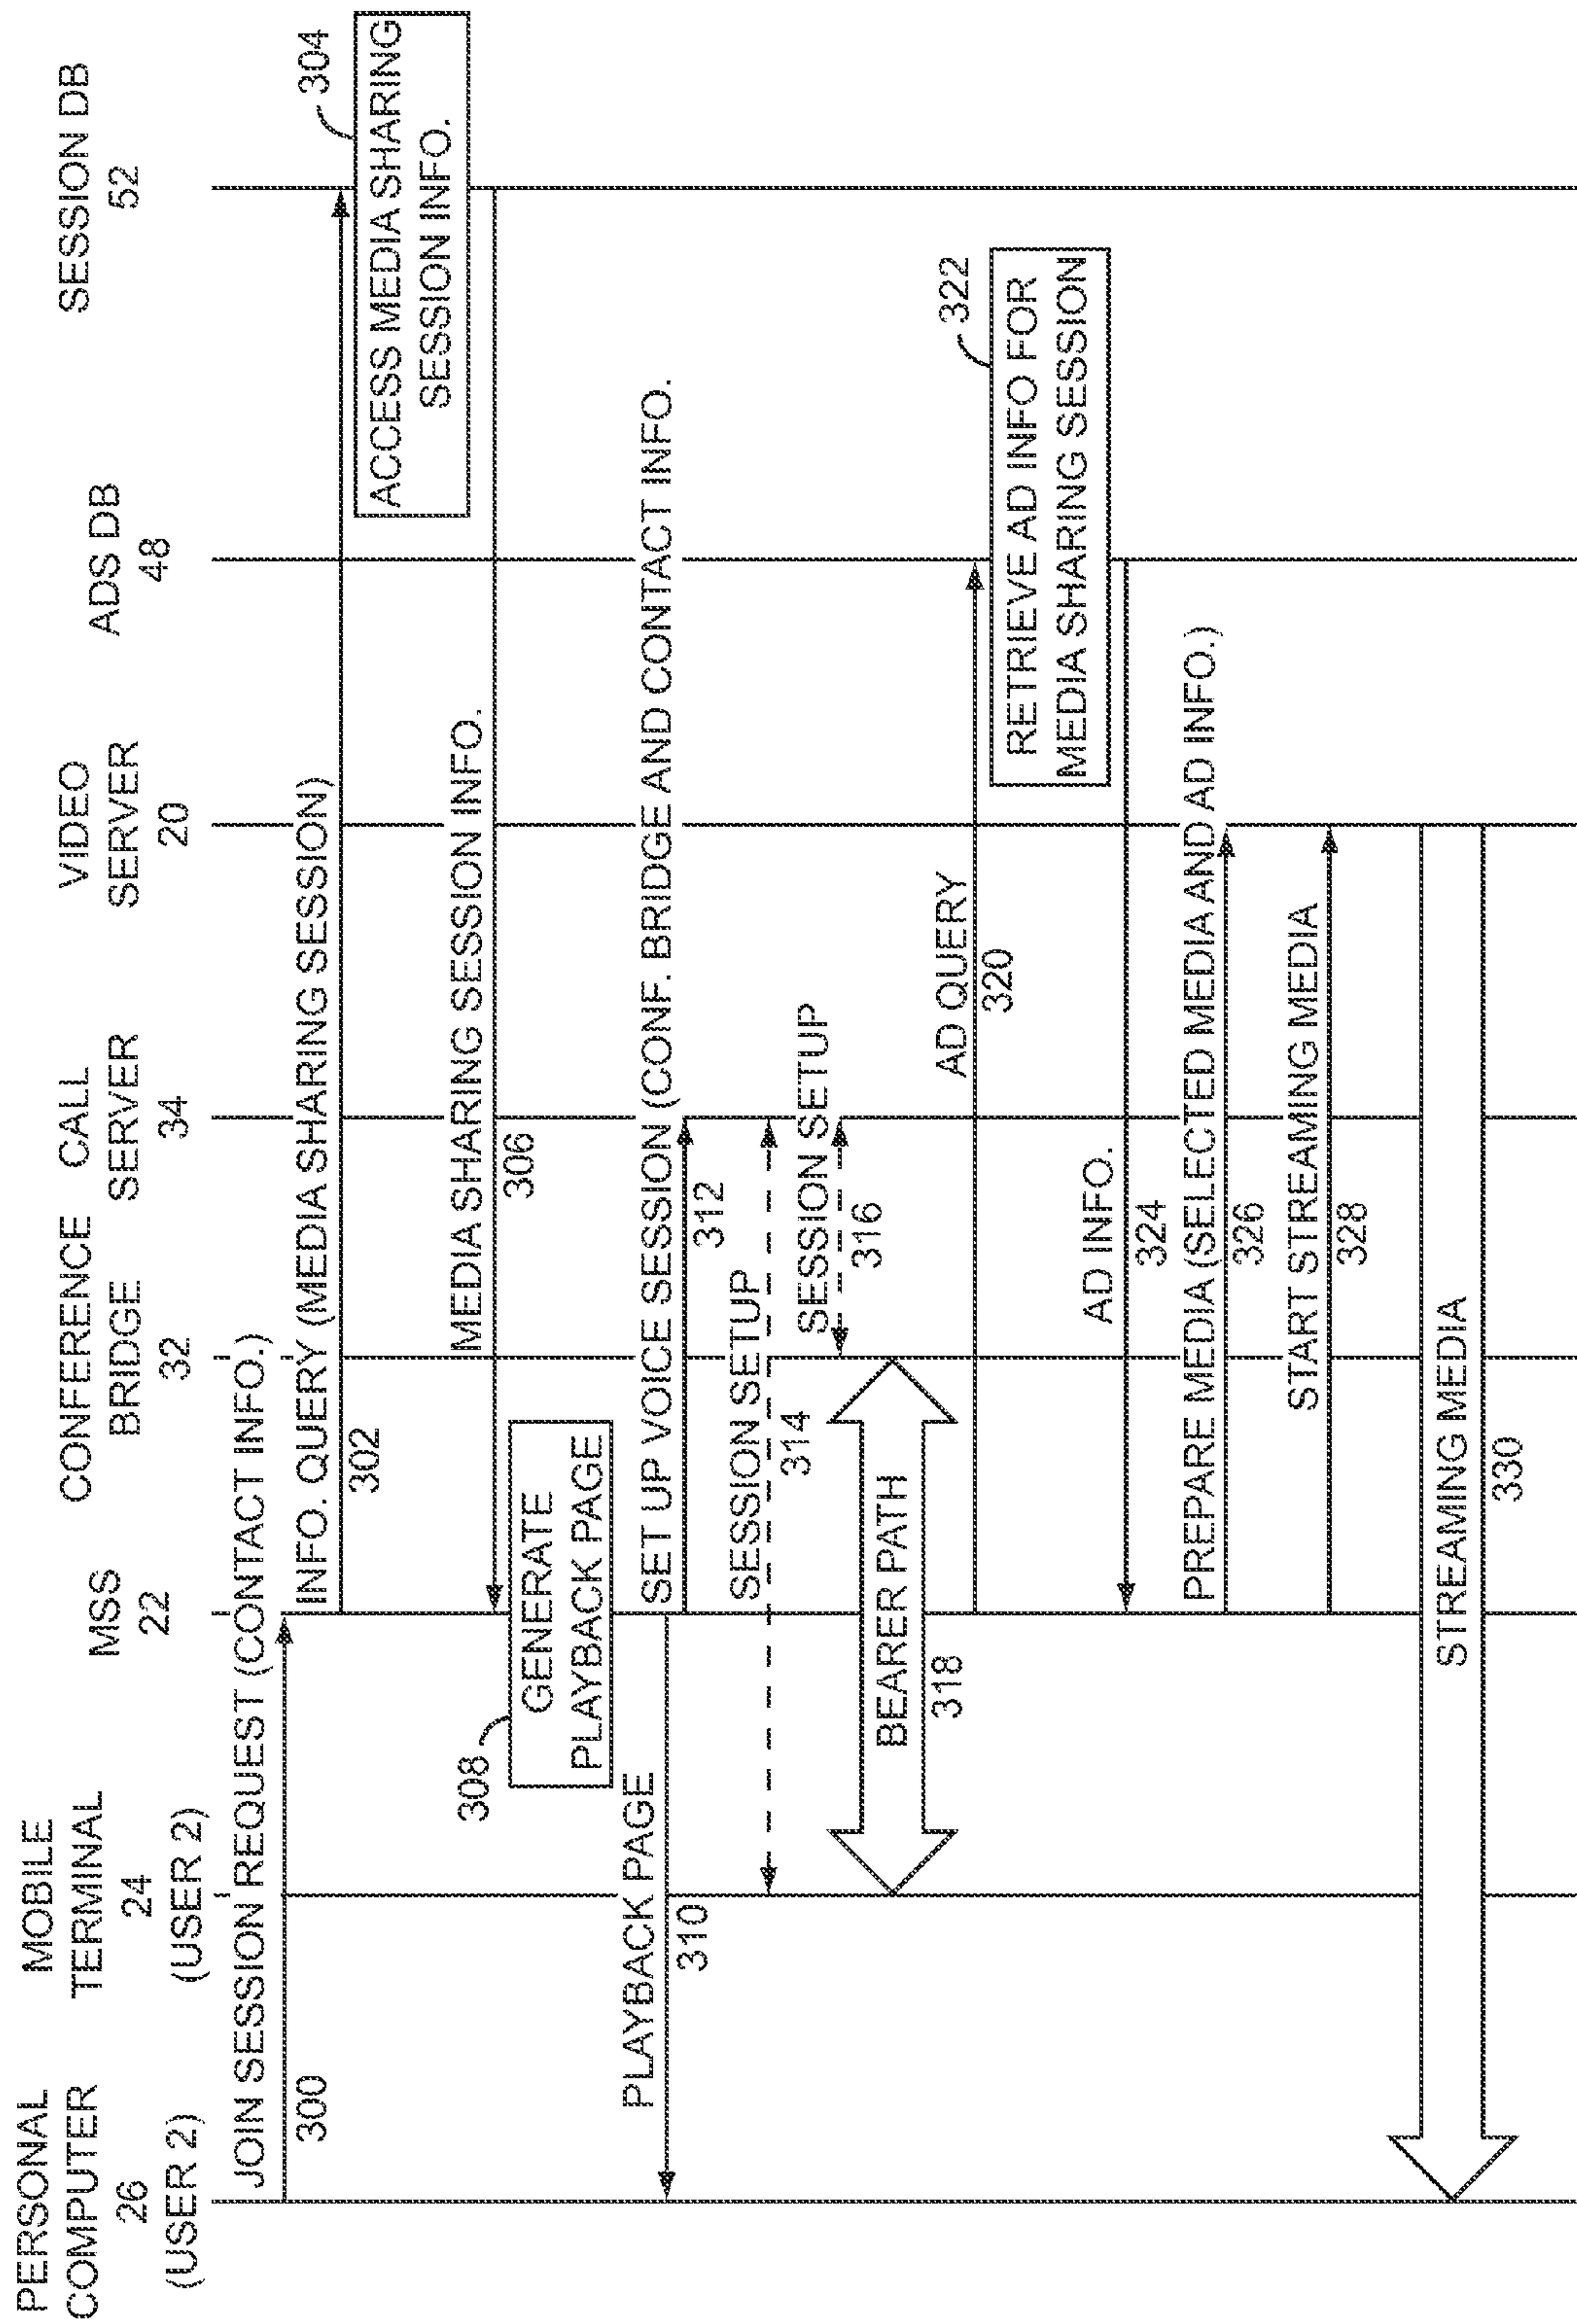 PERSONAL
COMPUTER
26
(USER 2)
MOBILE
TERMINAL
24
(USER 2)
MSS
22
CONFERENCE
BRIDGE
32
CALL
SERVER
34
VIDEO
SERVER
20
ADS DB
48
SESSION DB
52
JOIN SESSION REQUEST (CONTACT INFO.)
300
INFO. QUERY (MEDIA SHARING SESSION)
302
304
ACCESS MEDIA SHARING
SESSION INFO.
MEDIA SHARING SESSION INFO.
306
308
GENERATE
PLAYBACK PAGE
PLAYBACK PAGE
310
SET UP VOICE SESSION (CONF. BRIDGE AND CONTACT INFO.
312
SESSION SETUP
314
SESSION SETUP
316
BEARER PATH
318
AD QUERY
320
322
RETRIEVE AD INFO FOR
MEDIA SHARING SESSION
AD INFO.
324
PREPARE MEDIA (SELECTED MEDIA AND AD INFO.)
326
START STREAMING MEDIA
328
STREAMING MEDIA
330